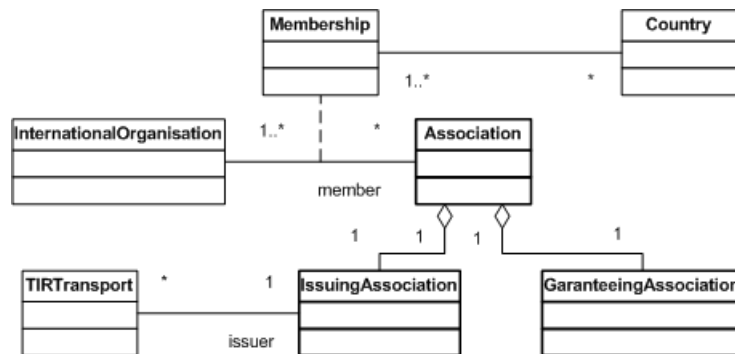 Membership
Country
1..*
*
InternationalOrganisation
1..*
*
Association
member
1
1
1
1
TIRTransport
*
1
IssuingAssociation
GaranteeingAssociation
issuer